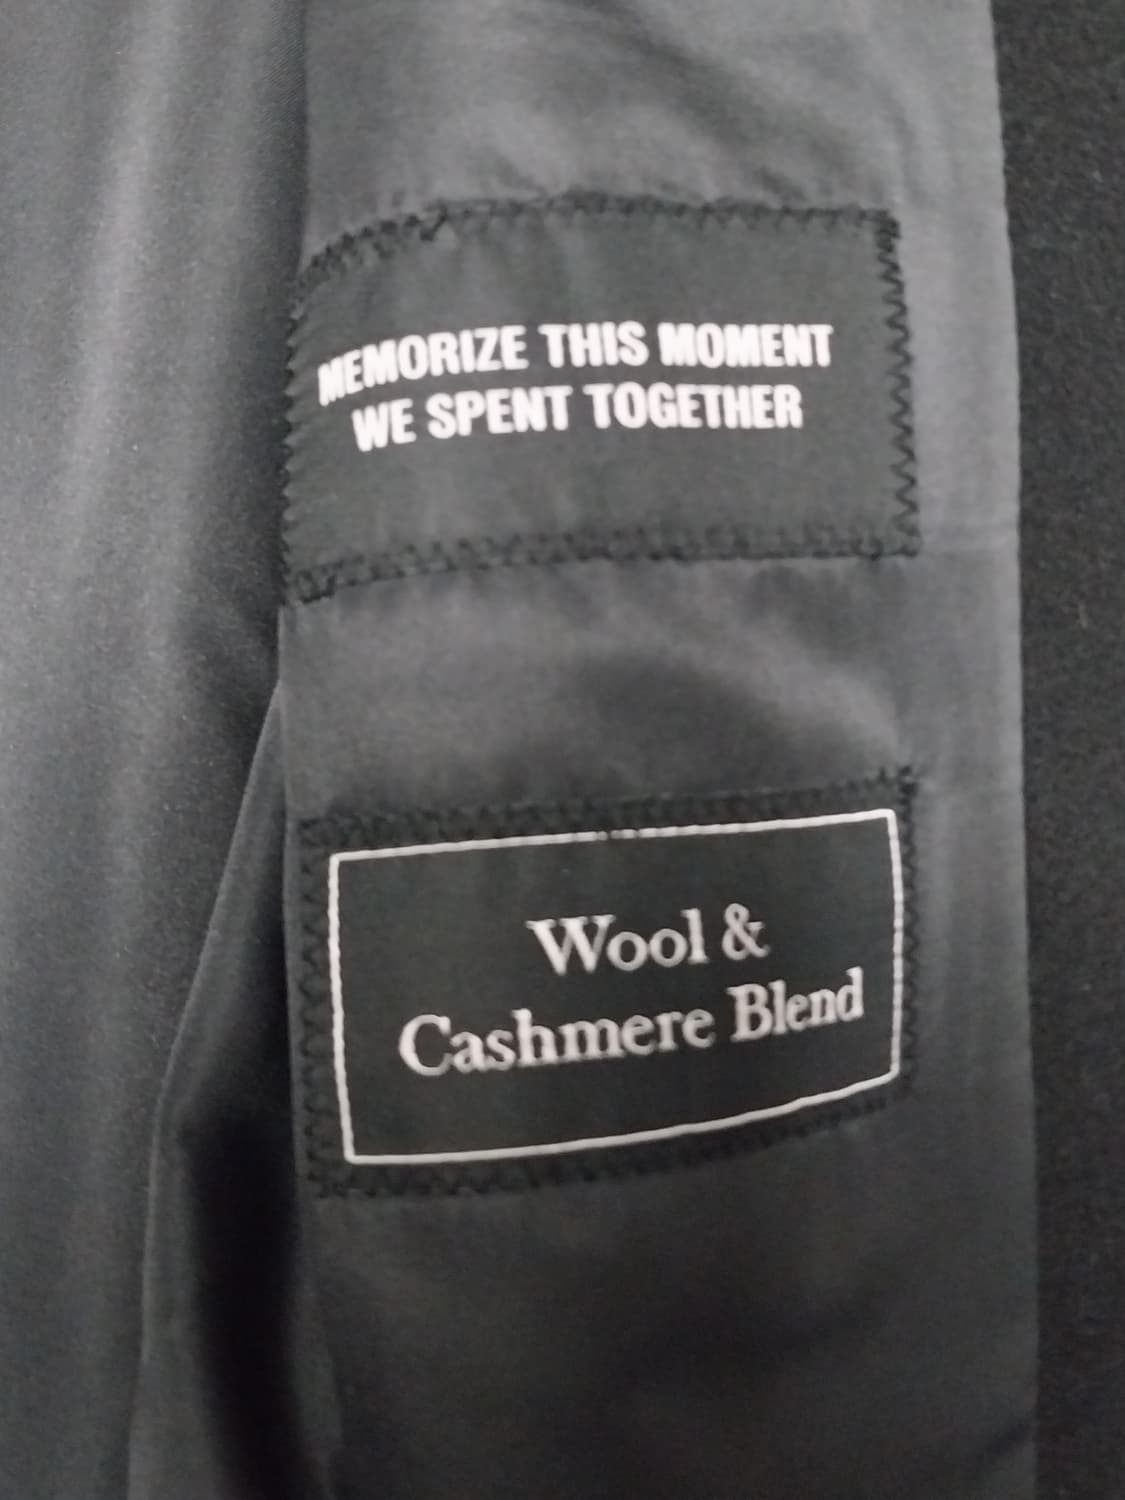 MEMORIZE THIS MOMENT
WE SPENT TOGETHER
Wool &
Cashmere Blend